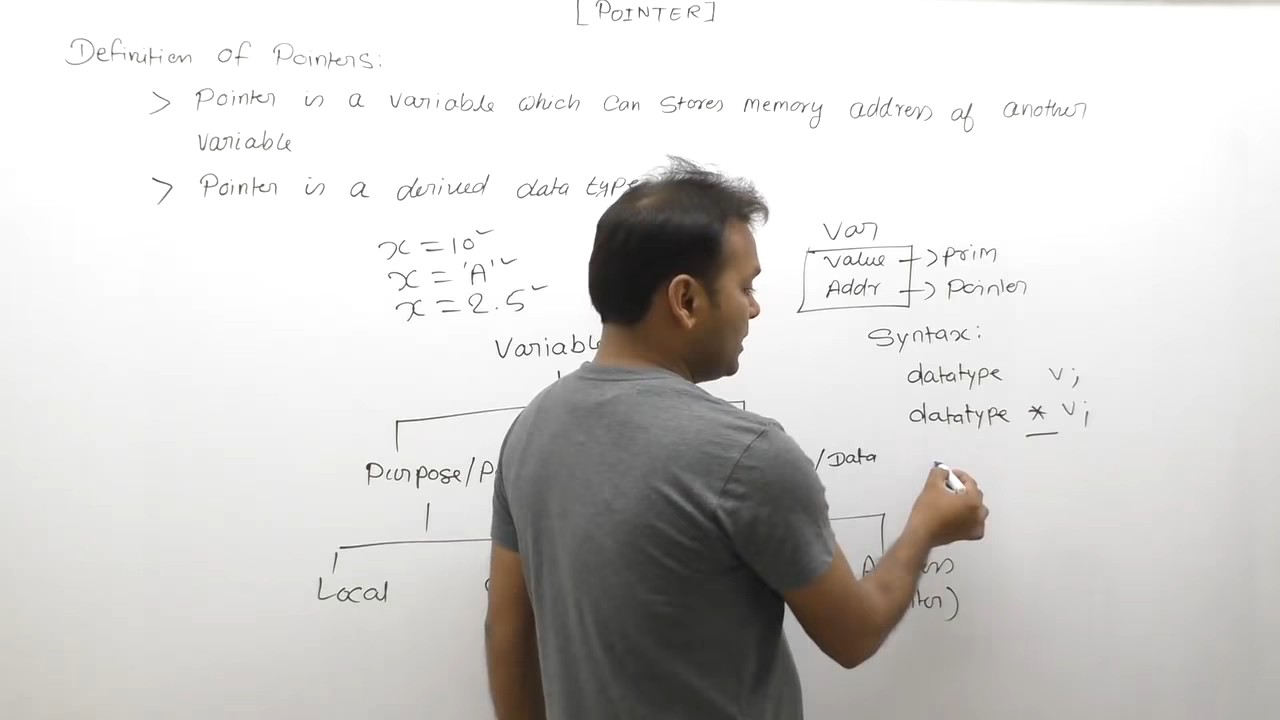 [POINTER]
Definition of Pointers:
> Pointer is a variable which can stores memory address of another
variable
> Pointer is a derived data type
x = 10
x = 'A'
x = 2.5
Var
Value → prim
Addr → Pointer
Syntax:
datatype v;
datatype * v;
Variable
Purpose/P
/Data
Local